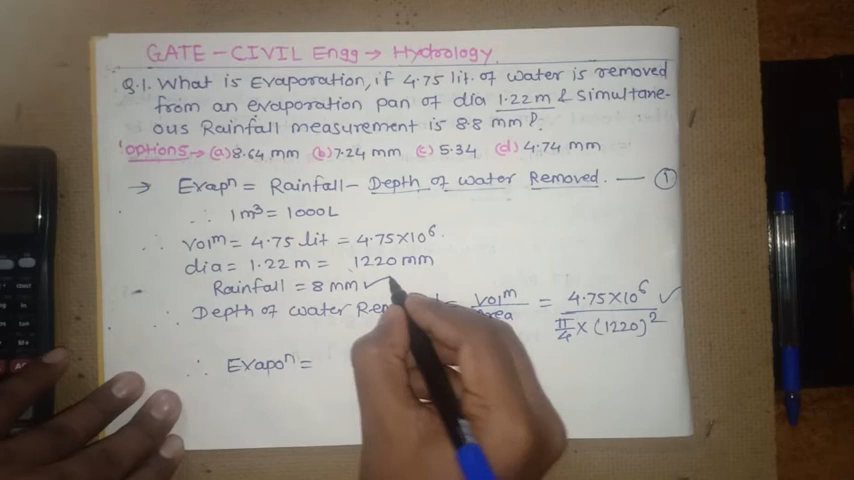 GATE - CIVIL Engg → Hydrology
Q.1. What is Evaporation, if 4.75 lit. of water is removed
from an evaporation pan of dia 1.22 m & simultane-
ous Rainfall measurement is 8.8 mm ?.
options → (a) 8.64 mm (b) 7.24 mm (c) 5.34 (d) 4.74 mm
→ Evapⁿ = Rainfall - Depth of water Removed. — ①
∴ 1m³ = 1000L
∴ volᵐ = 4.75 lit = 4.75×10⁶.
dia = 1.22 m = 1220 mm
Rainfall = 8 mm ✓
∴ Depth of water = volᵐ / = 4.75×10⁶ / π/4 × (1220)² ✓
∴ Evapoⁿ =